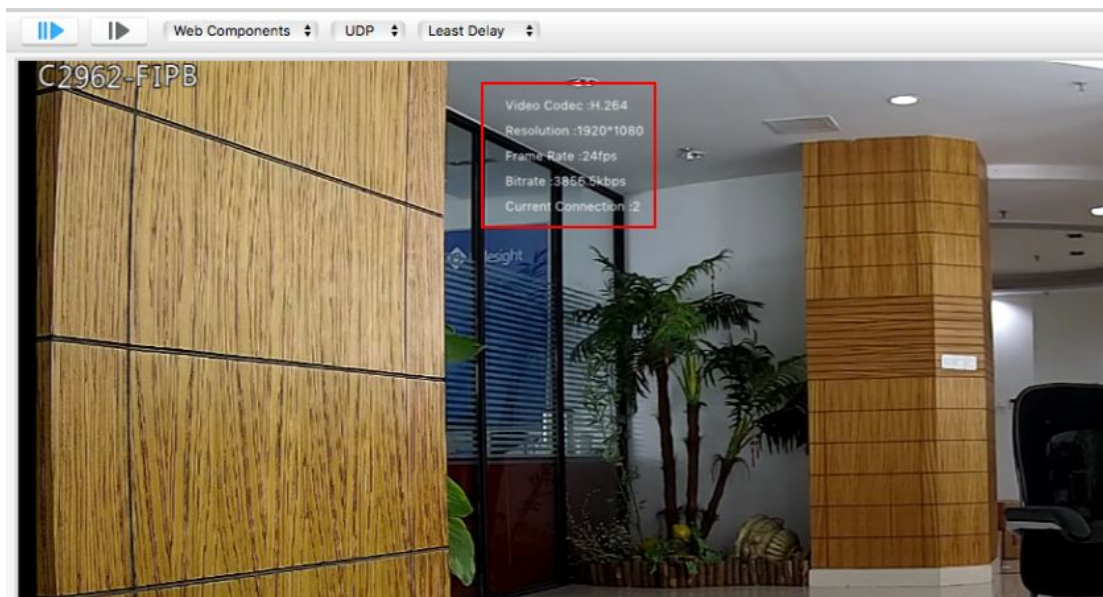 Web Components UDP Least Delay
C2962-FIPB
Video Codec :H.264
Resolution :1920*1080
Frame Rate :24fps
Bitrate :3856.5kbps
Current Connection :2